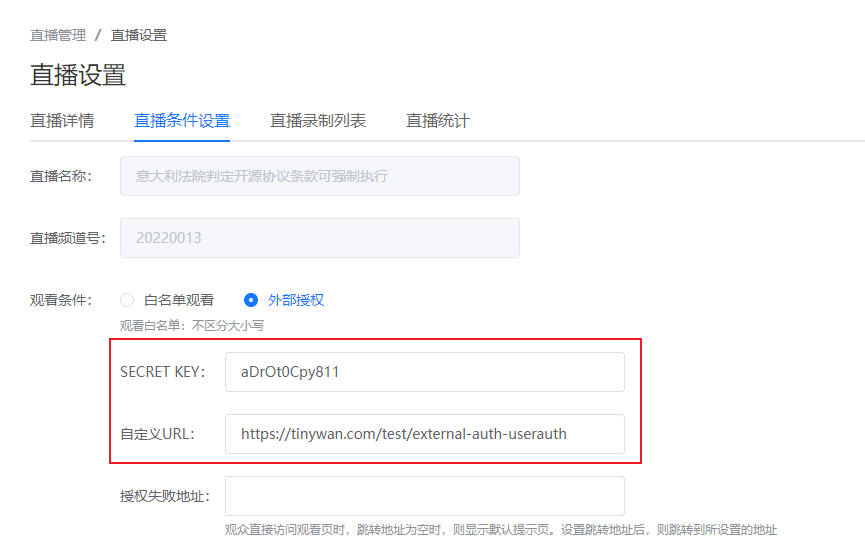 直播管理 / 直播设置
直播设置
直播详情 直播条件设置 直播录制列表 直播统计
直播名称： 意大利法院判定开源协议条款可强制执行
直播频道号： 20220013
观看条件： 白名单观看 外部授权
观看白名单：不区分大小写
SECRET KEY： aDrOt0Cpy811
自定义URL： https://tinywan.com/test/external-auth-userauth
授权失败地址：
观众直接访问观看页时，跳转地址为空时，则显示默认提示页。设置跳转地址后，则跳转到所设置的地址